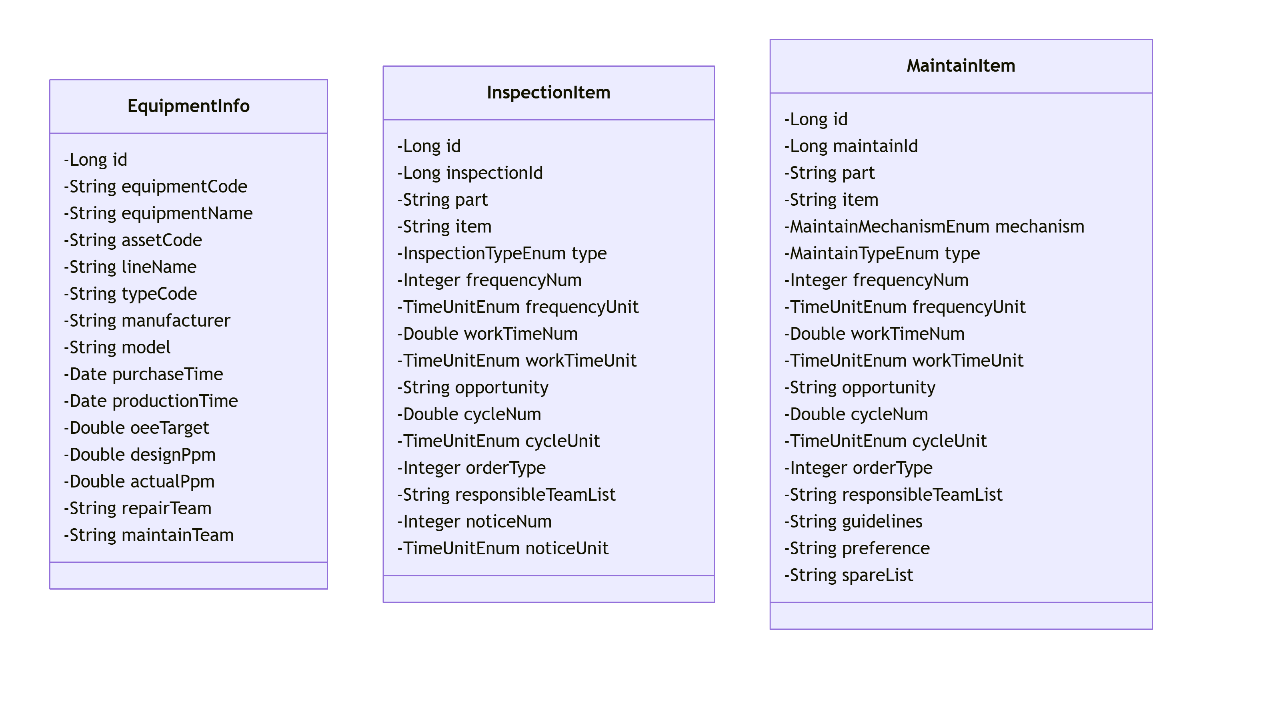 EquipmentInfo
-Long id
-String equipmentCode
-String equipmentName
-String assetCode
-String lineName
-String typeCode
-String manufacturer
-String model
-Date purchaseTime
-Date productionTime
-Double oeeTarget
-Double designPpm
-Double actualPpm
-String repairTeam
-String maintainTeam
InspectionItem
-Long id
-Long inspectionId
-String part
-String item
-InspectionTypeEnum type
-Integer frequencyNum
-TimeUnitEnum frequencyUnit
-Double workTimeNum
-TimeUnitEnum workTimeUnit
-String opportunity
-Double cycleNum
-TimeUnitEnum cycleUnit
-Integer orderType
-String responsibleTeamList
-Integer noticeNum
-TimeUnitEnum noticeUnit
MaintainItem
-Long id
-Long maintainId
-String part
-String item
-MaintainMechanismEnum mechanism
-MaintainTypeEnum type
-Integer frequencyNum
-TimeUnitEnum frequencyUnit
-Double workTimeNum
-TimeUnitEnum workTimeUnit
-String opportunity
-Double cycleNum
-TimeUnitEnum cycleUnit
-Integer orderType
-String responsibleTeamList
-String guidelines
-String preference
-String spareList